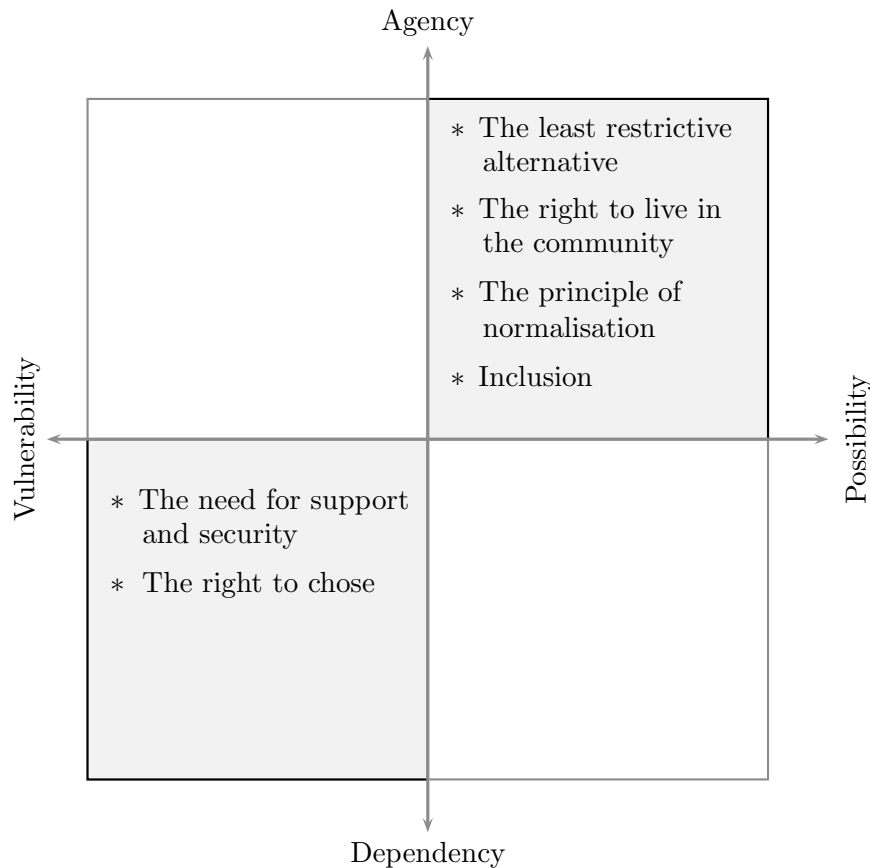 Agency
∗ The least restrictive
alternative
∗ The right to live in
the community
∗ The principle of
normalisation
∗ Inclusion
Vulnerability
Possibility
∗ The need for support
and security
∗ The right to chose
Dependency